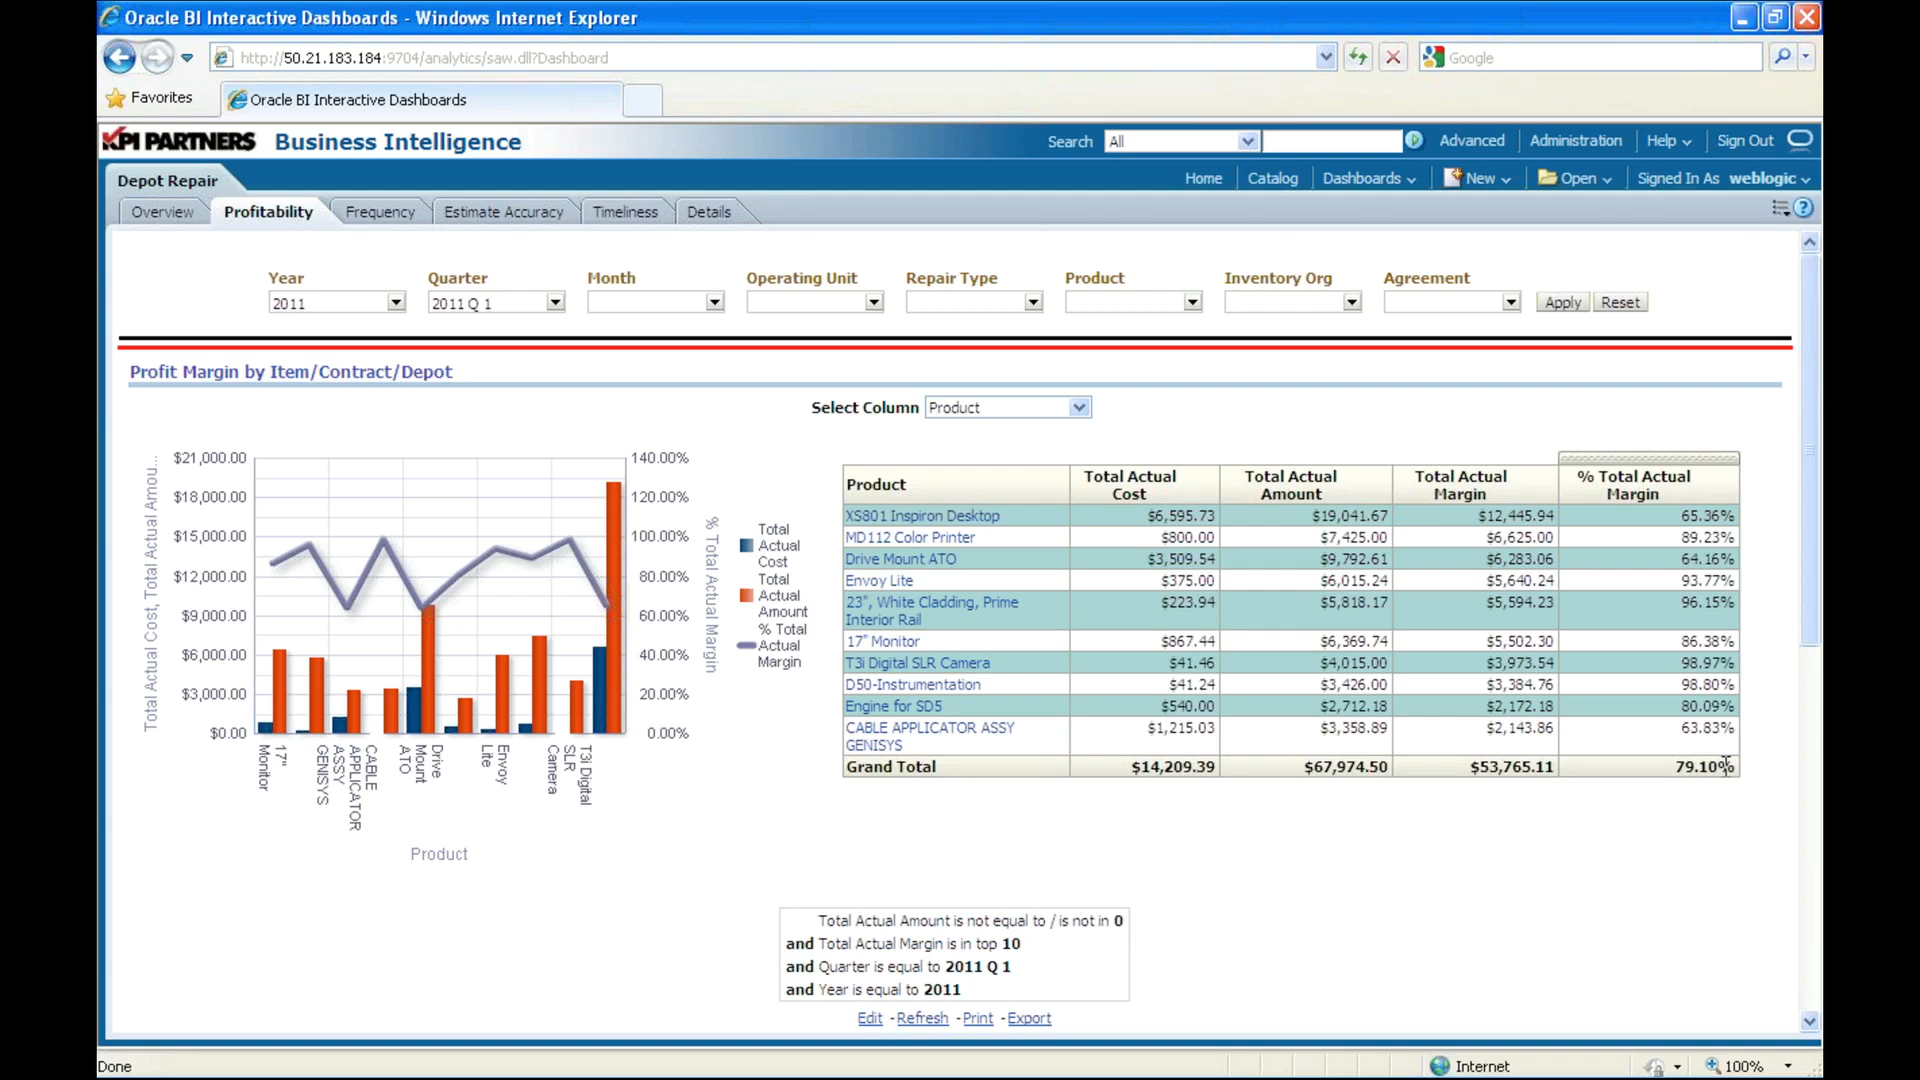 Oracle BI Interactive Dashboards - Windows Internet Explorer
http://50.21.183.184:9704/analytics/saw.dll?Dashboard
Google
Favorites
Oracle BI Interactive Dashboards
KPI PARTNERS Business Intelligence
Search All Advanced Administration Help Sign Out
Depot Repair
Home Catalog Dashboards New Open Signed In As weblogic
Overview Profitability Frequency Estimate Accuracy Timeliness Details
Year Quarter Month Operating Unit Repair Type Product Inventory Org Agreement
2011 2011 Q 1 Apply Reset
Profit Margin by Item/Contract/Depot
Select Column Product
Total Actual Cost, Total Actual Amou...
$21,000.00
$18,000.00
$15,000.00
$12,000.00
$9,000.00
$6,000.00
$3,000.00
$0.00
140.00%
120.00%
100.00%
80.00%
60.00%
40.00%
20.00%
0.00%
% Total Actual Margin
17"
Monitor
CABLE
APPLICATOR
ASSY
GENISYS
Drive
Mount
ATO
Envoy
Lite
T3i Digital
SLR
Camera
Product
Total
Actual
Cost
Total
Actual
Amount
% Total
Actual
Margin
Product Total Actual Cost Total Actual Amount Total Actual Margin % Total Actual Margin
XS801 Inspiron Desktop $6,595.73 $19,041.67 $12,445.94 65.36%
MD112 Color Printer $800.00 $7,425.00 $6,625.00 89.23%
Drive Mount ATO $3,509.54 $9,792.61 $6,283.06 64.16%
Envoy Lite $375.00 $6,015.24 $5,640.24 93.77%
23", White Cladding, Prime $223.94 $5,818.17 $5,594.23 96.15%
Interior Rail
17" Monitor $867.44 $6,369.74 $5,502.30 86.38%
T3i Digital SLR Camera $41.46 $4,015.00 $3,973.54 98.97%
D50-Instrumentation $41.24 $3,426.00 $3,384.76 98.80%
Engine for SD5 $540.00 $2,712.18 $2,172.18 80.09%
CABLE APPLICATOR ASSY $1,215.03 $3,358.89 $2,143.86 63.83%
GENISYS
Grand Total $14,209.39 $67,974.50 $53,765.11 79.10%
Total Actual Amount is not equal to / is not in 0
and Total Actual Margin is in top 10
and Quarter is equal to 2011 Q 1
and Year is equal to 2011
Edit - Refresh - Print - Export
Done Internet 100%